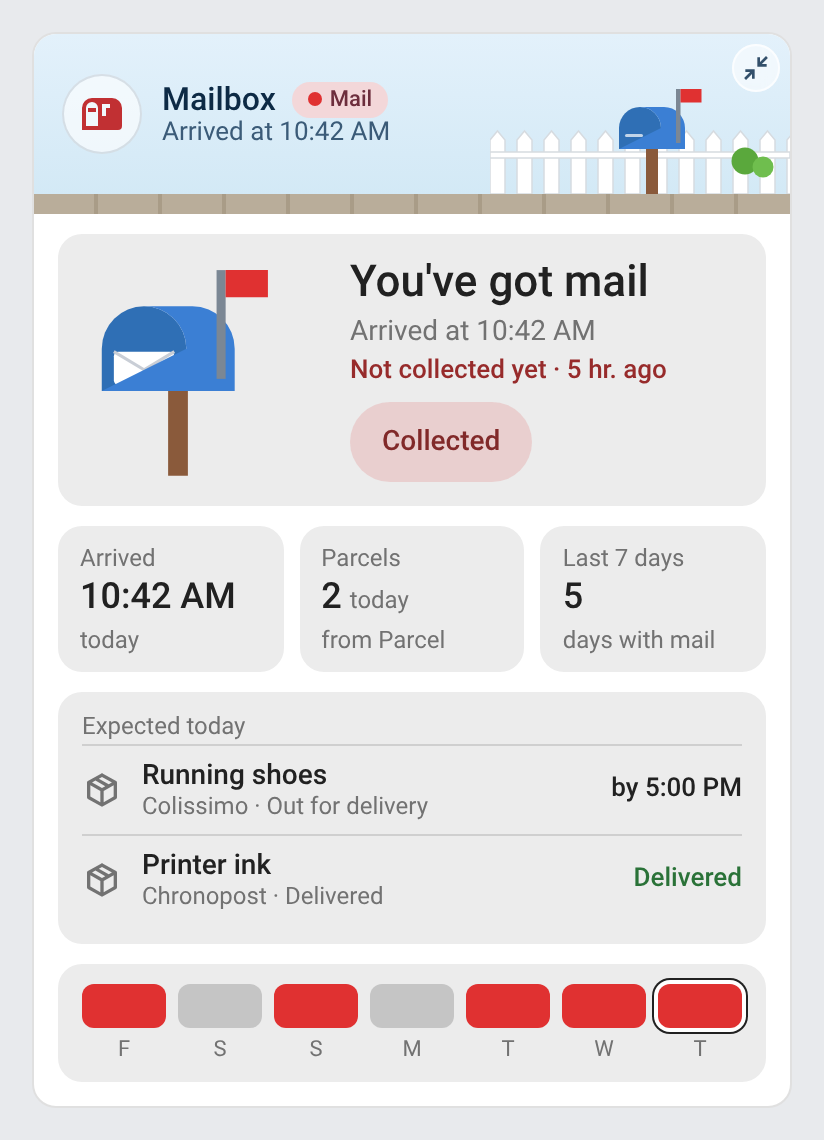 Mailbox
Mail
Arrived at 10:42 AM
You've got mail
Arrived at 10:42 AM
Not collected yet · 5 hr. ago
Collected
Arrived
10:42 AM
today
Parcels
2 today
from Parcel
Last 7 days
5
days with mail
Expected today
Running shoes
Colissimo · Out for delivery
by 5:00 PM
Printer ink
Chronopost · Delivered
Delivered
F S S M T W T